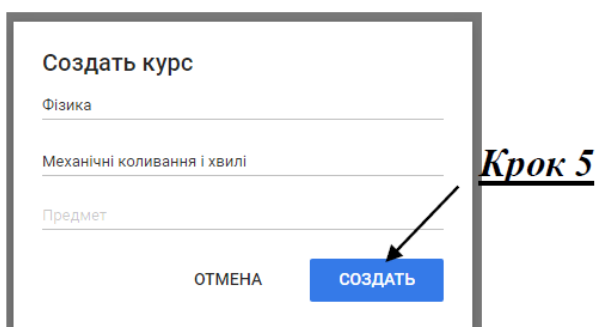 Создать курс
Фізика
Механічні коливання і хвилі
Крок 5
Предмет
ОТМЕНА СОЗДАТЬ